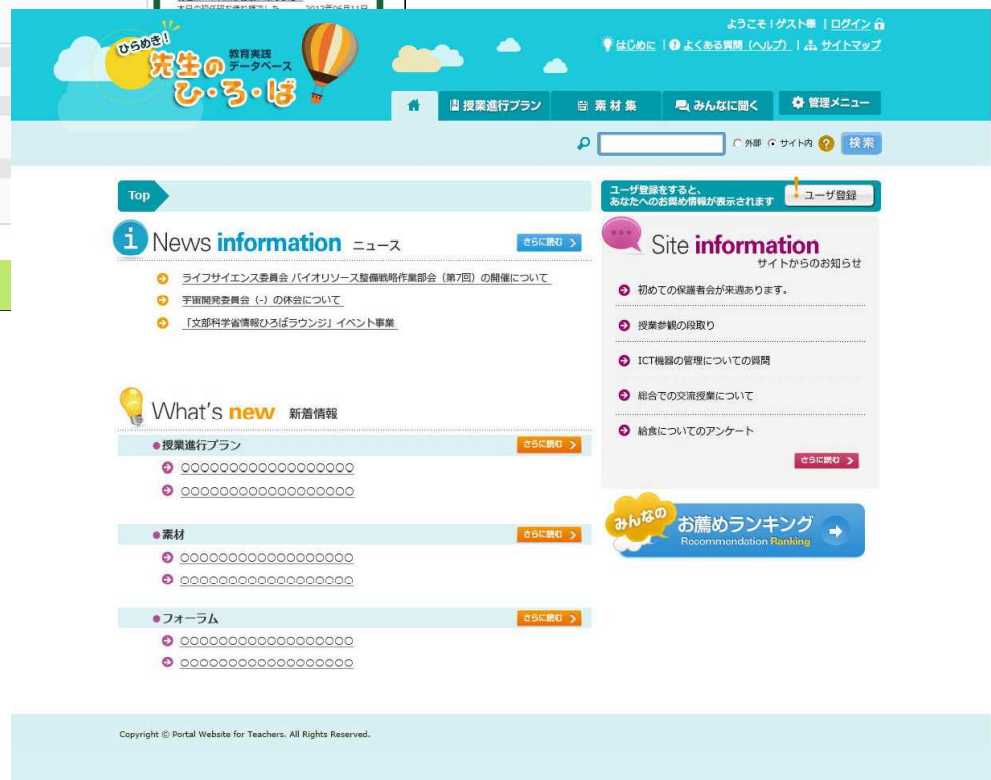 2012年06月11日
ようこそ！ゲスト様 | ログイン
はじめに | よくある質問（ヘルプ） | サイトマップ
ひらめき！
教育実践
データベース
先生の
ひ・ろ・ば
授業進行プラン 素材集 みんなに聞く 管理メニュー
外部 サイト内 ? 検索
Top
ユーザ登録をすると、
あなたへのお奨め情報が表示されます
ユーザ登録
News information ニュース さらに読む
ライフサイエンス委員会 バイオリソース整備戦略作業部会（第7回）の開催について
宇宙開発委員会（-）の休会について
「文部科学省情報ひろばラウンジ」イベント事業
Site information
サイトからのお知らせ
初めての保護者会が来週あります。
授業参観の段取り
ICT機器の管理についての質問
総合での交流授業について
給食についてのアンケート
さらに読む
What's new 新着情報
●授業進行プラン さらに読む
○○○○○○○○○○○○○○○○○○
○○○○○○○○○○○○○○○○○○
●素材 さらに読む
○○○○○○○○○○○○○○○○○○
○○○○○○○○○○○○○○○○○○
●フォーラム さらに読む
○○○○○○○○○○○○○○○○○○
○○○○○○○○○○○○○○○○○○
みんなの
お薦めランキング
Recommendation Ranking
Copyright © Portal Website for Teachers. All Rights Reserved.